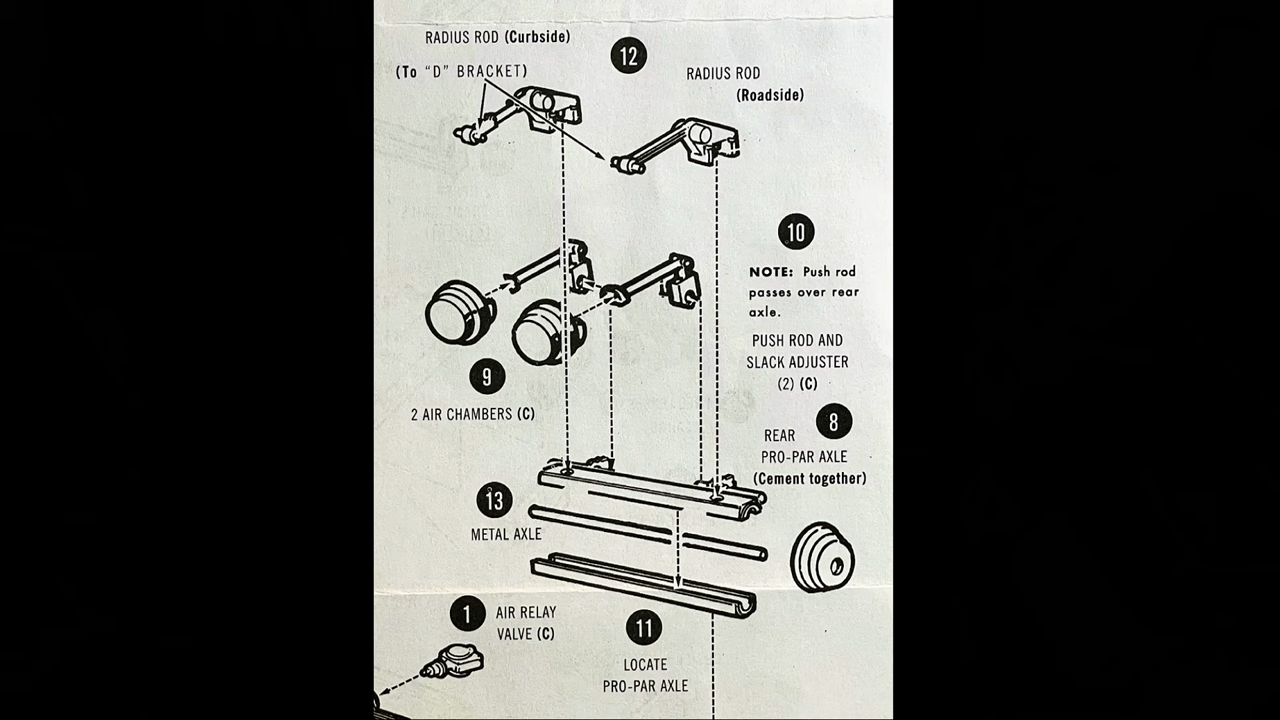 RADIUS ROD (Curbside)
12
(To "D" BRACKET)
RADIUS ROD
(Roadside)
10
NOTE: Push rod
passes over rear
axle.
PUSH ROD AND
SLACK ADJUSTER
(2) (C)
9
2 AIR CHAMBERS (C)
8
REAR
PRO-PAR AXLE
(Cement together)
13
METAL AXLE
1
AIR RELAY
VALVE (C)
11
LOCATE
PRO-PAR AXLE